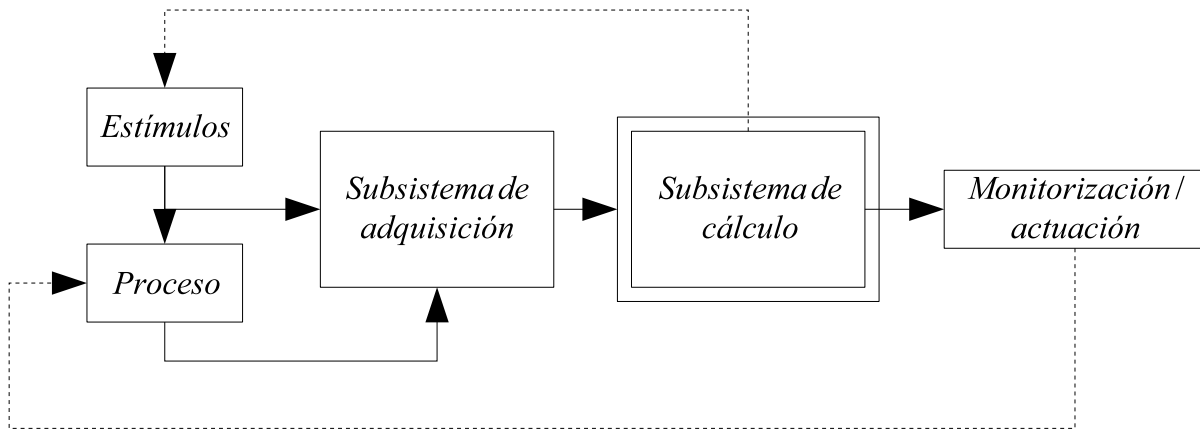 Estímulos
Subsistema de
adquisición
Subsistema de
cálculo
Monitorización /
actuación
Proceso